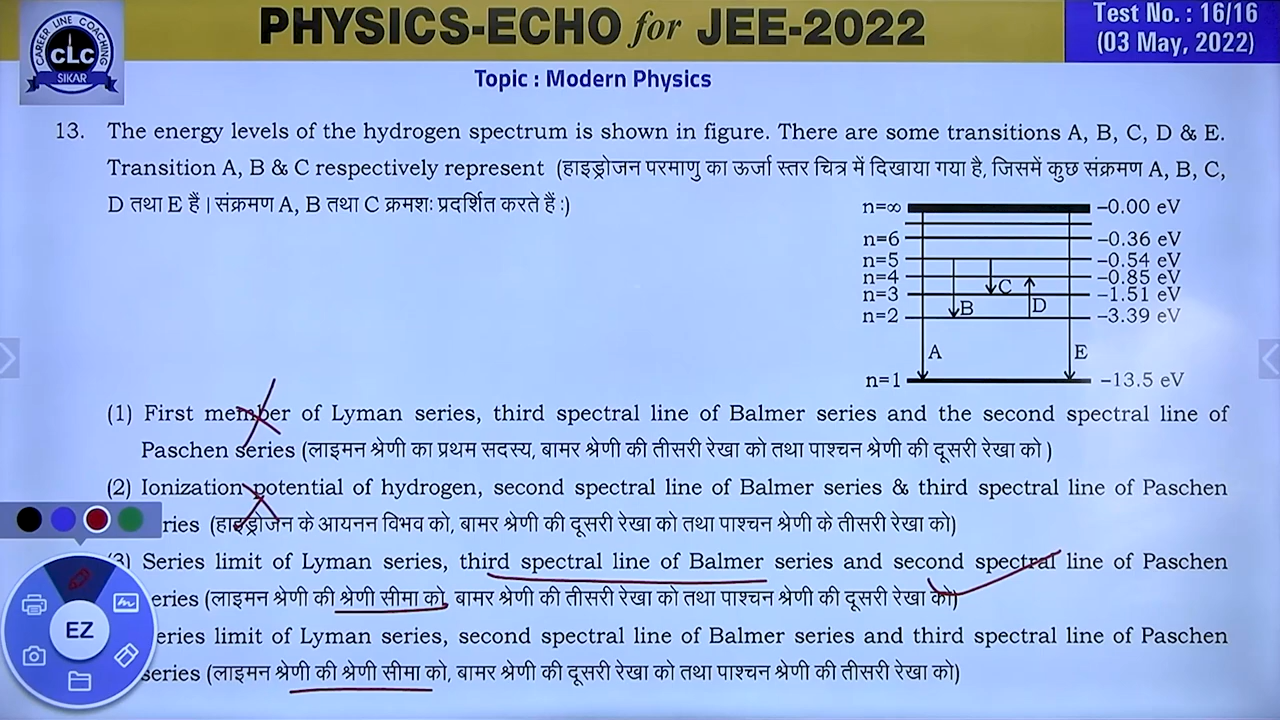 CAREER LINE COACHING
CLC
SIKAR
PHYSICS-ECHO for JEE-2022
Test No. : 16/16
(03 May, 2022)
Topic : Modern Physics
13. The energy levels of the hydrogen spectrum is shown in figure. There are some transitions A, B, C, D & E.
Transition A, B & C respectively represent (हाइड्रोजन परमाणु का ऊर्जा स्तर चित्र में दिखाया गया है, जिसमें कुछ संक्रमण A, B, C,
D तथा E हैं। संक्रमण A, B तथा C क्रमशः प्रदर्शित करते हैं :)
n=∞ –0.00 eV
n=6 –0.36 eV
n=5 –0.54 eV
n=4 –0.85 eV
n=3 –1.51 eV
n=2 –3.39 eV
n=1 –13.5 eV
A
B
C
D
E
(1) First member of Lyman series, third spectral line of Balmer series and the second spectral line of
Paschen series (लाइमन श्रेणी का प्रथम सदस्य, बामर श्रेणी की तीसरी रेखा को तथा पाश्चन श्रेणी की दूसरी रेखा को )
(2) Ionization potential of hydrogen, second spectral line of Balmer series & third spectral line of Paschen
ries (हाइड्रोजन के आयनन विभव को, बामर श्रेणी की दूसरी रेखा को तथा पाश्चन श्रेणी के तीसरी रेखा को)
3) Series limit of Lyman series, third spectral line of Balmer series and second spectral line of Paschen
eries (लाइमन श्रेणी की श्रेणी सीमा को, बामर श्रेणी की तीसरी रेखा को तथा पाश्चन श्रेणी की दूसरी रेखा को)
eries limit of Lyman series, second spectral line of Balmer series and third spectral line of Paschen
series (लाइमन श्रेणी की श्रेणी सीमा को, बामर श्रेणी की दूसरी रेखा को तथा पाश्चन श्रेणी की तीसरी रेखा को)
EZ